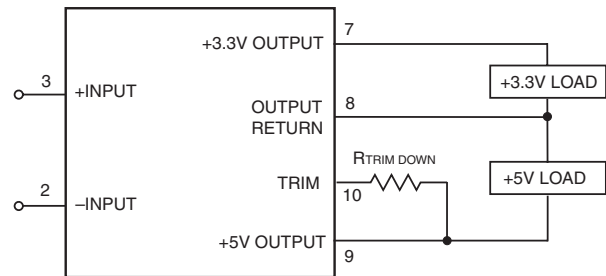 7
+3.3V OUTPUT
3
+INPUT
+3.3V LOAD
8
OUTPUT
RETURN
RTRIM DOWN
+5V LOAD
TRIM
10
2
–INPUT
+5V OUTPUT
9